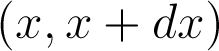 (x, x + dx)